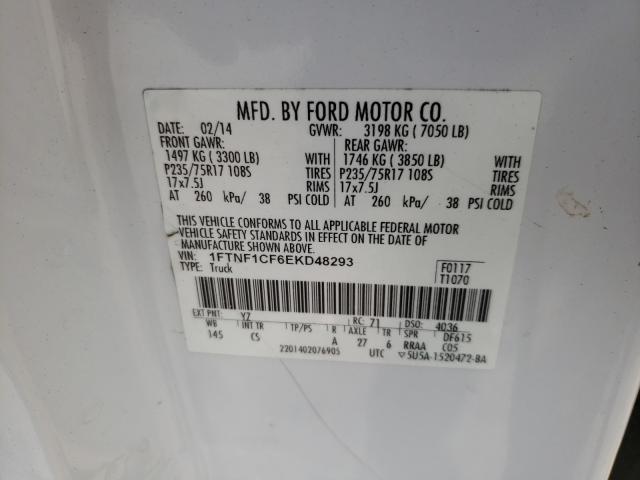 MFD. BY FORD MOTOR CO.
DATE: 02/14 GVWR: 3198 KG ( 7050 LB)
FRONT GAWR: REAR GAWR:
1497 KG ( 3300 LB) WITH 1746 KG ( 3850 LB) WITH
P235/75R17 108S TIRES P235/75R17 108S TIRES
17x7.5J RIMS 17x7.5J RIMS
AT 260 kPa/ 38 PSI COLD AT 260 kPa/ 38 PSI COLD
THIS VEHICLE CONFORMS TO ALL APPLICABLE FEDERAL MOTOR
VEHICLE SAFETY STANDARDS IN EFFECT ON THE DATE OF
MANUFACTURE SHOWN ABOVE.
VIN: 1FTNF1CF6EKD48293 F0117
TYPE: Truck T1070
EXT PNT: YZ RC: 71 DSO: 4036
WB INT TR TP/PS R AXLE TR SPR DF615
145 CS A 27 6 RRAA C05
2201402076905 UTC ▽5U5A-1520472-BA